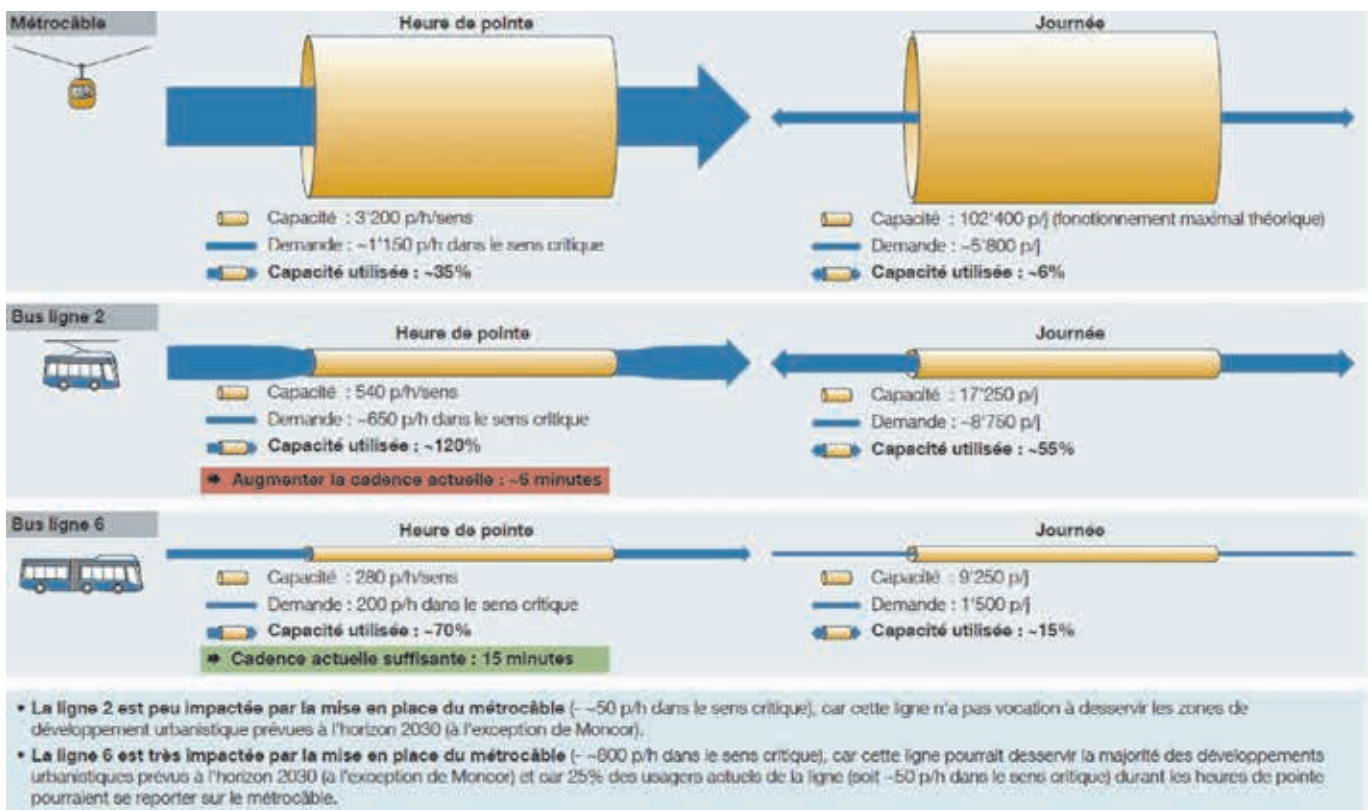 Métrocâble
Heure de pointe
Journée
Capacité : 3'200 p/h/sens
Demande : ~1'150 p/h dans le sens critique
Capacité utilisée : ~35%
Capacité : 102'400 p/j (fonctionnement maximal théorique)
Demande : ~5'800 p/j
Capacité utilisée : ~6%
Bus ligne 2
Heure de pointe
Journée
Capacité : 540 p/h/sens
Demande : ~650 p/h dans le sens critique
Capacité utilisée : ~120%
➡ Augmenter la cadence actuelle : ~6 minutes
Capacité : 17'250 p/j
Demande : ~8'750 p/j
Capacité utilisée : ~55%
Bus ligne 6
Heure de pointe
Journée
Capacité : 280 p/h/sens
Demande : 200 p/h dans le sens critique
Capacité utilisée : ~70%
➡ Cadence actuelle suffisante : 15 minutes
Capacité : 9'250 p/j
Demande : 1'500 p/j
Capacité utilisée : ~15%
• La ligne 2 est peu impactée par la mise en place du métrocâble (- ~50 p/h dans le sens critique), car cette ligne n'a pas vocation à desservir les zones de
développement urbanistique prévues à l'horizon 2030 (à l'exception de Moncor).
• La ligne 6 est très impactée par la mise en place du métrocâble (- ~600 p/h dans le sens critique), car cette ligne pourrait desservir la majorité des développements
urbanistiques prévus à l'horizon 2030 (à l'exception de Moncor) et car 25% des usagers actuels de la ligne (soit ~50 p/h dans le sens critique) durant les heures de pointe
pourraient se reporter sur le métrocâble.